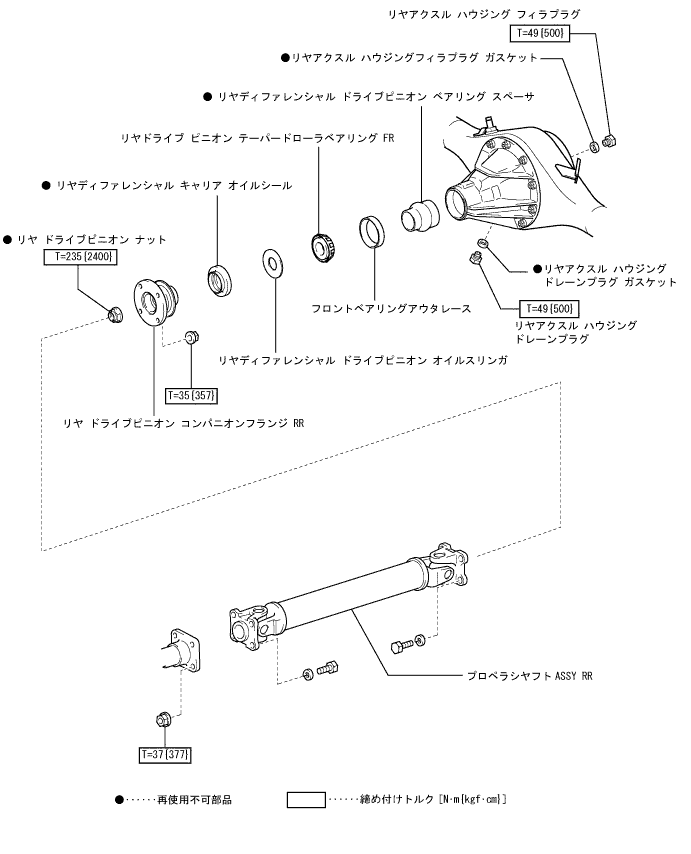 リヤアクスル ハウジング フィラプラグ
T=49{500}
●リヤアクスル ハウジングフィラプラグ ガスケット
● リヤディファレンシャル ドライブピニオン ベアリング スペーサ
リヤドライブ ピニオン テーパードローラベアリング FR
● リヤディファレンシャル キャリア オイルシール
● リヤ ドライブピニオン ナット
T=235{2400}
●リヤアクスル ハウジング
ドレーンプラグ ガスケット
フロントベアリングアウタレース
T=49{500}
リヤアクスル ハウジング
ドレーンプラグ
リヤディファレンシャル ドライブピニオン オイルスリンガ
T=35{357}
リヤ ドライブピニオン コンパニオンフランジ RR
プロペラシヤフト ASSY RR
T=37{377}
●‥‥‥再使用不可部品
‥‥‥締め付けトルク [N·m{kgf·cm}]